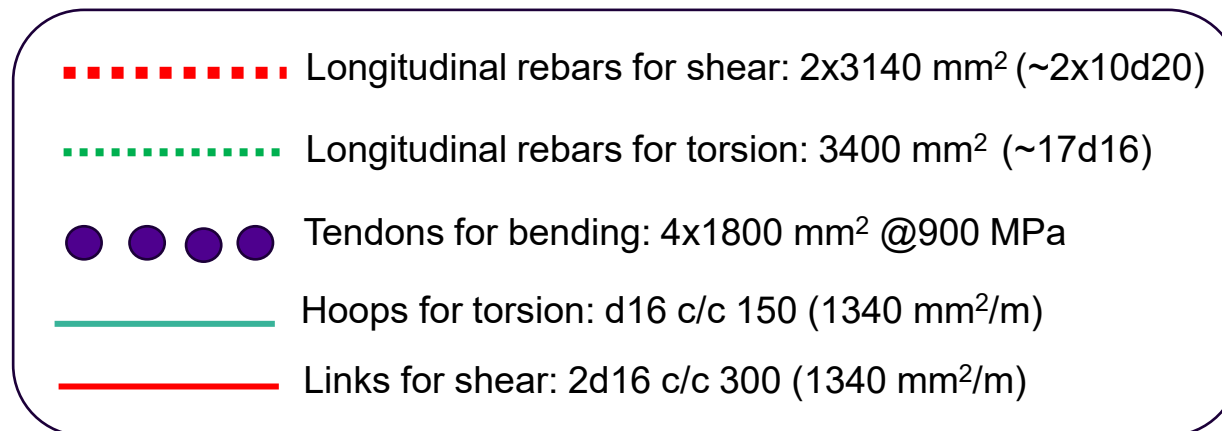 Longitudinal rebars for shear: 2x3140 mm² (~2x10d20)
Longitudinal rebars for torsion: 3400 mm² (~17d16)
Tendons for bending: 4x1800 mm² @900 MPa
Hoops for torsion: d16 c/c 150 (1340 mm²/m)
Links for shear: 2d16 c/c 300 (1340 mm²/m)